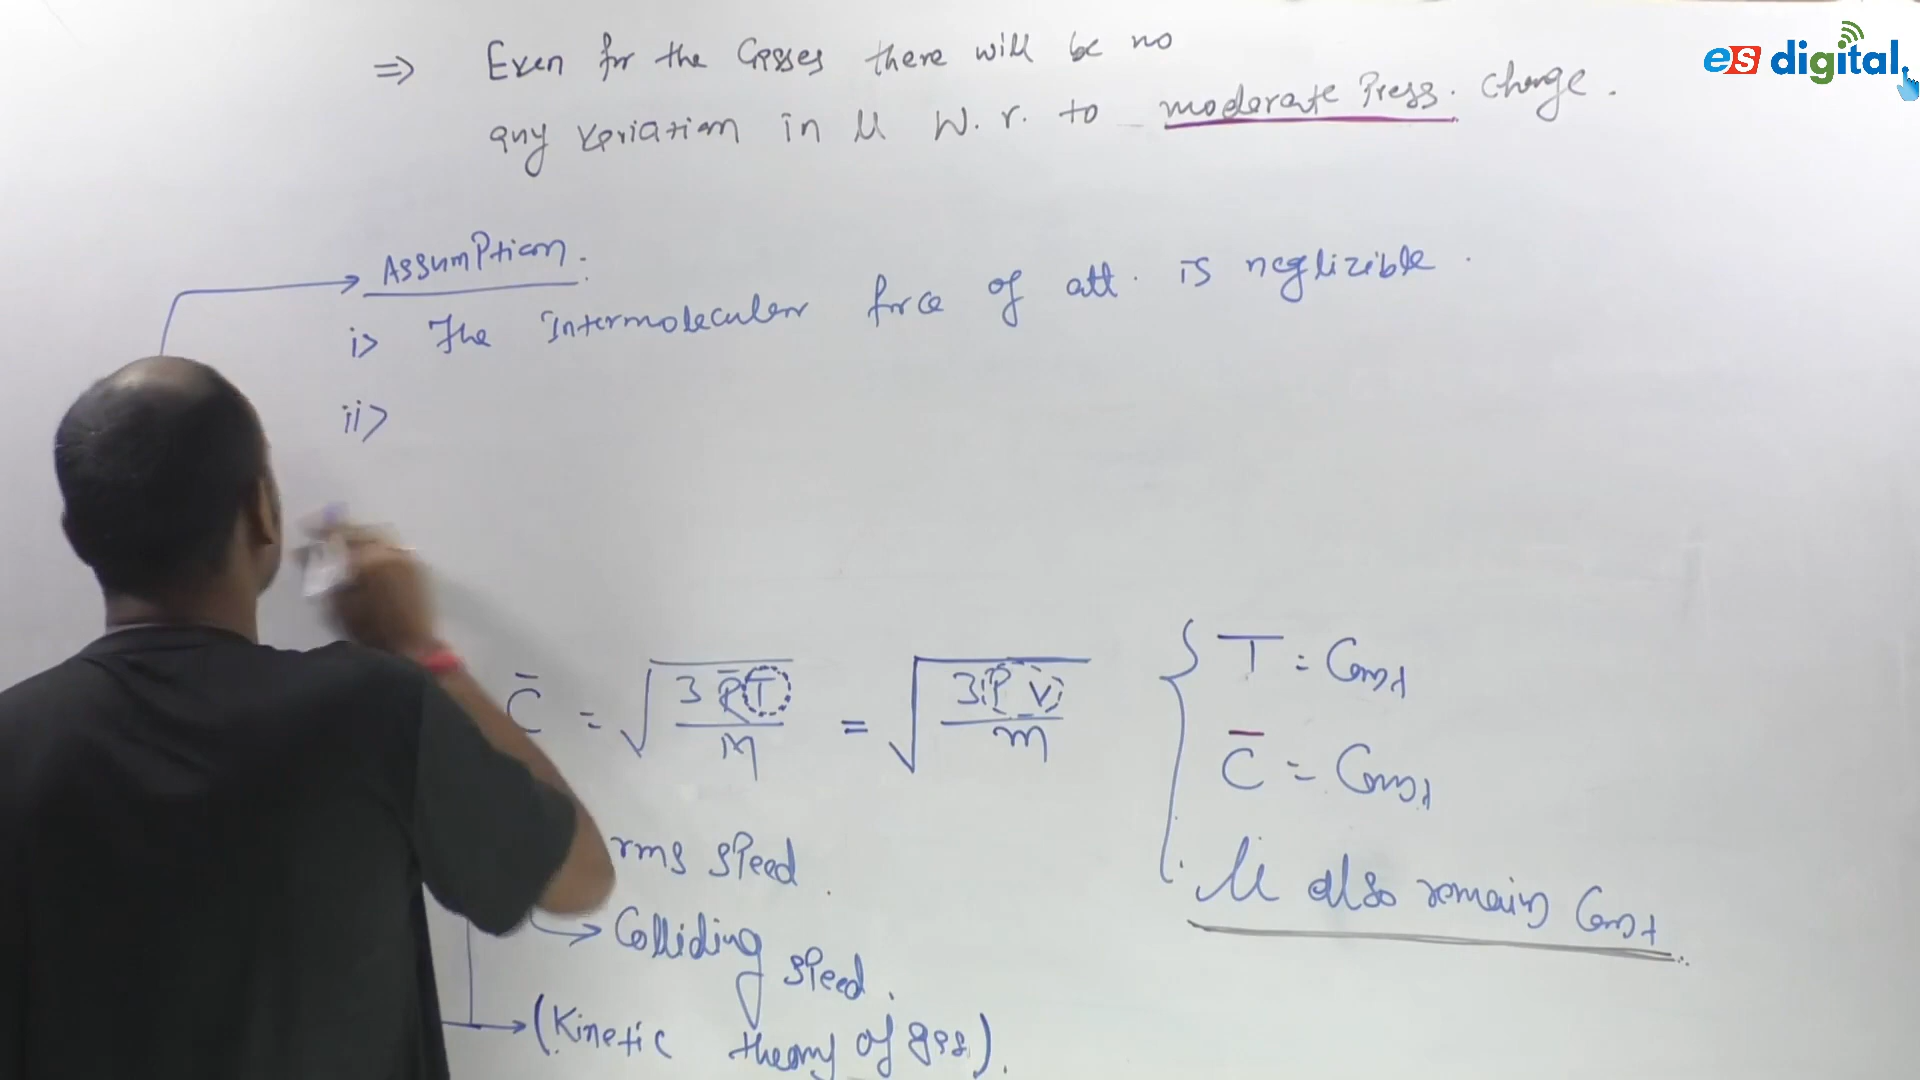 es digital.
⇒ Even for the Gasses there will be no
any variation in μ W. r. to moderate Press. change.
Assumption.
i> The Intermolecular force of att. is neglizible.
ii>
C̄ = √(3R̄T/M) = √(3PV/m)
{ T = Const
C̄ = Const
μ also remains Const
rms speed.
Colliding speed.
(Kinetic theory of gas).